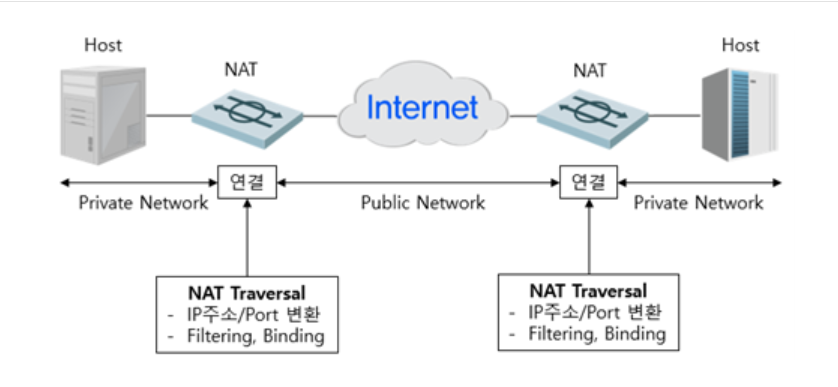 Host
Host
NAT
NAT
Internet
연결
연결
Private Network
Public Network
Private Network
NAT Traversal
- IP주소/Port 변환
- Filtering, Binding
NAT Traversal
- IP주소/Port 변환
- Filtering, Binding